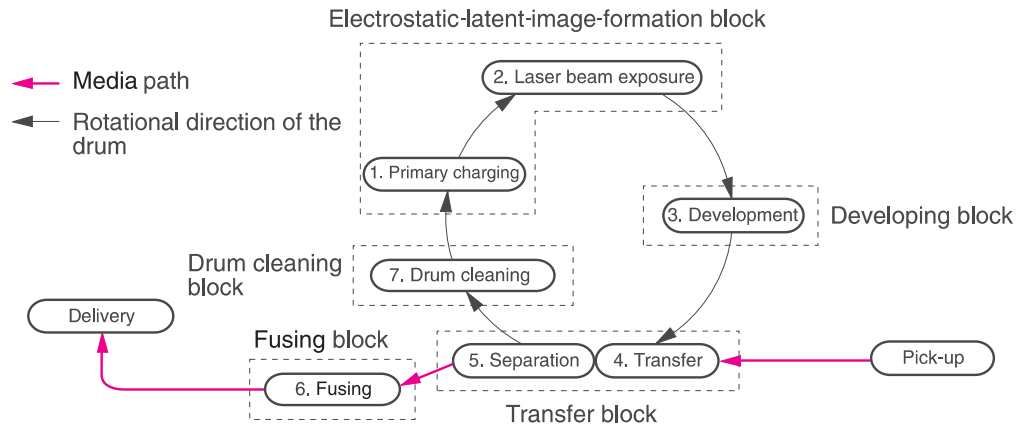 Electrostatic-latent-image-formation block
2. Laser beam exposure
Media path
Rotational direction of the
drum
1. Primary charging
3. Development
Developing block
Drum cleaning
block
7. Drum cleaning
Delivery
Fusing block
5. Separation
4. Transfer
Pick-up
6. Fusing
Transfer block